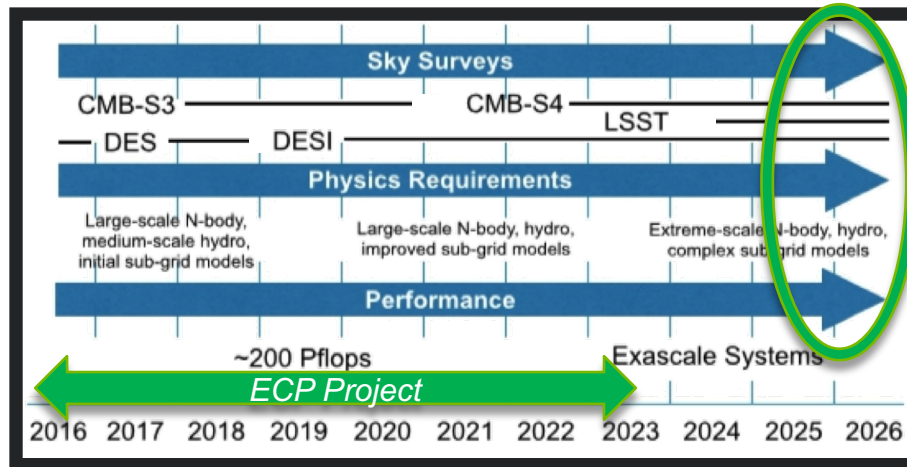 Sky Surveys
CMB-S3 CMB-S4
LSST
DES DESI
Physics Requirements
Large-scale N-body, medium-scale hydro, initial sub-grid models
Large-scale N-body, hydro, improved sub-grid models
Extreme-scale N-body, hydro, complex sub-grid models
Performance
~200 Pflops Exascale Systems
ECP Project
2016 2017 2018 2019 2020 2021 2022 2023 2024 2025 2026